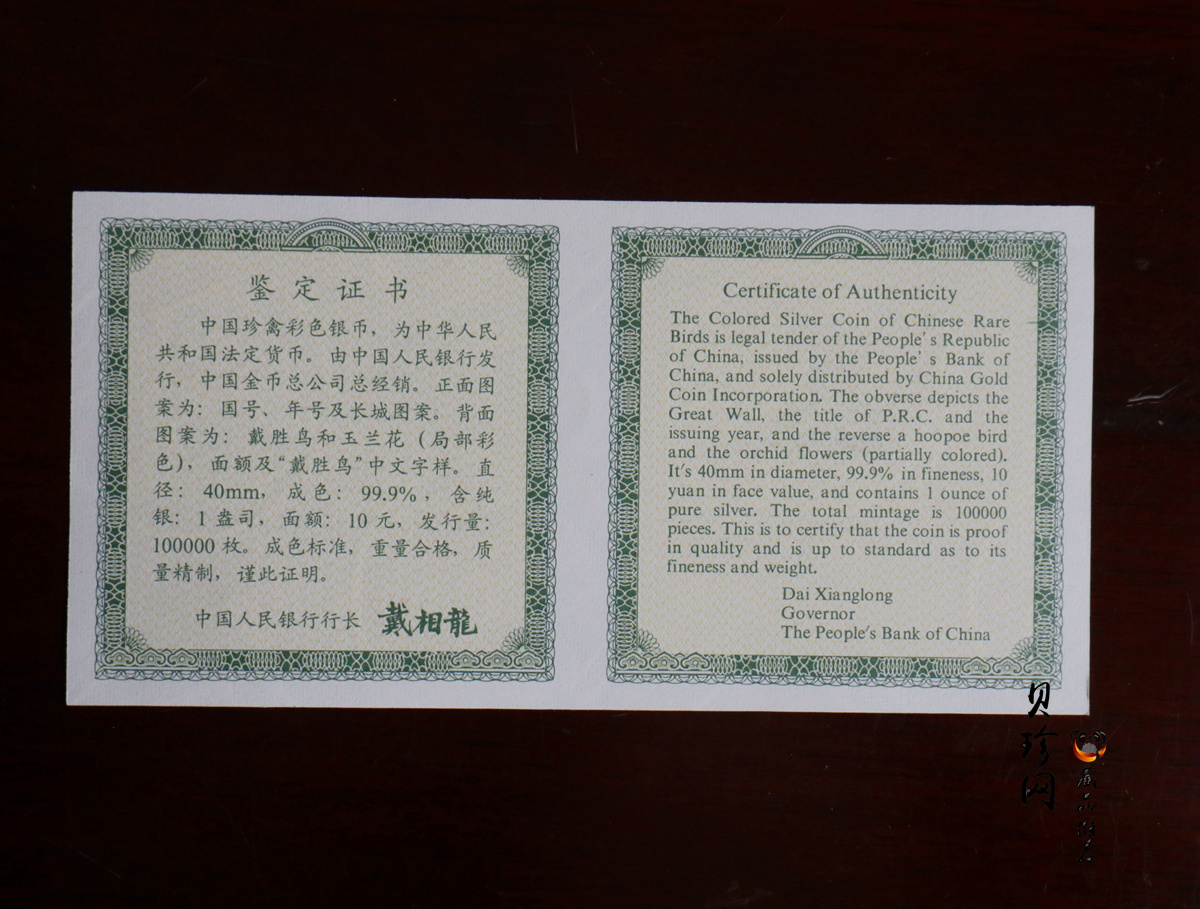 鉴定证书
中国珍禽彩色银币，为中华人民
共和国法定货币。由中国人民银行发
行，中国金币总公司总经销。正面图
案为：国号、年号及长城图案。背面
图案为：戴胜鸟和玉兰花（局部彩
色），面额及“戴胜鸟”中文字样。直
径：40mm，成色：99.9%，含纯
银：1盎司，面额：10元，发行量：
100000枚。成色标准，重量合格，质
量精制，谨此证明。
中国人民银行行长 戴相龍
Certificate of Authenticity
The Colored Silver Coin of Chinese Rare
Birds is legal tender of the People's Republic
of China, issued by the People's Bank of
China, and solely distributed by China Gold
Coin Incorporation. The obverse depicts the
Great Wall, the title of P.R.C. and the
issuing year, and the reverse a hoopoe bird
and the orchid flowers (partially colored).
It's 40mm in diameter, 99.9% in fineness, 10
yuan in face value, and contains 1 ounce of
pure silver. The total mintage is 100000
pieces. This is to certify that the coin is proof
in quality and is up to standard as to its
fineness and weight.
Dai Xianglong
Governor
The People's Bank of China
贝珍网